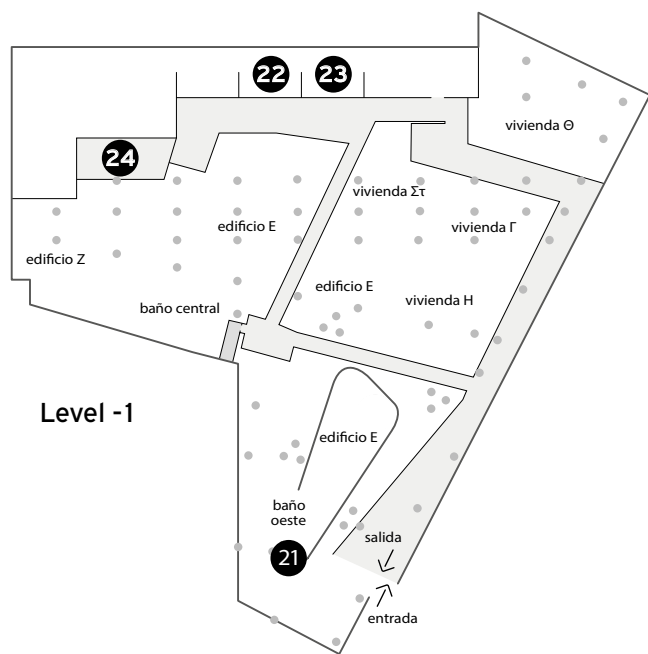 22
23
24
vivienda Θ
vivienda Στ
edificio E
vivienda Γ
edificio Z
edificio E
vivienda H
baño central
Level -1
edificio E
baño
oeste
21
salida
entrada